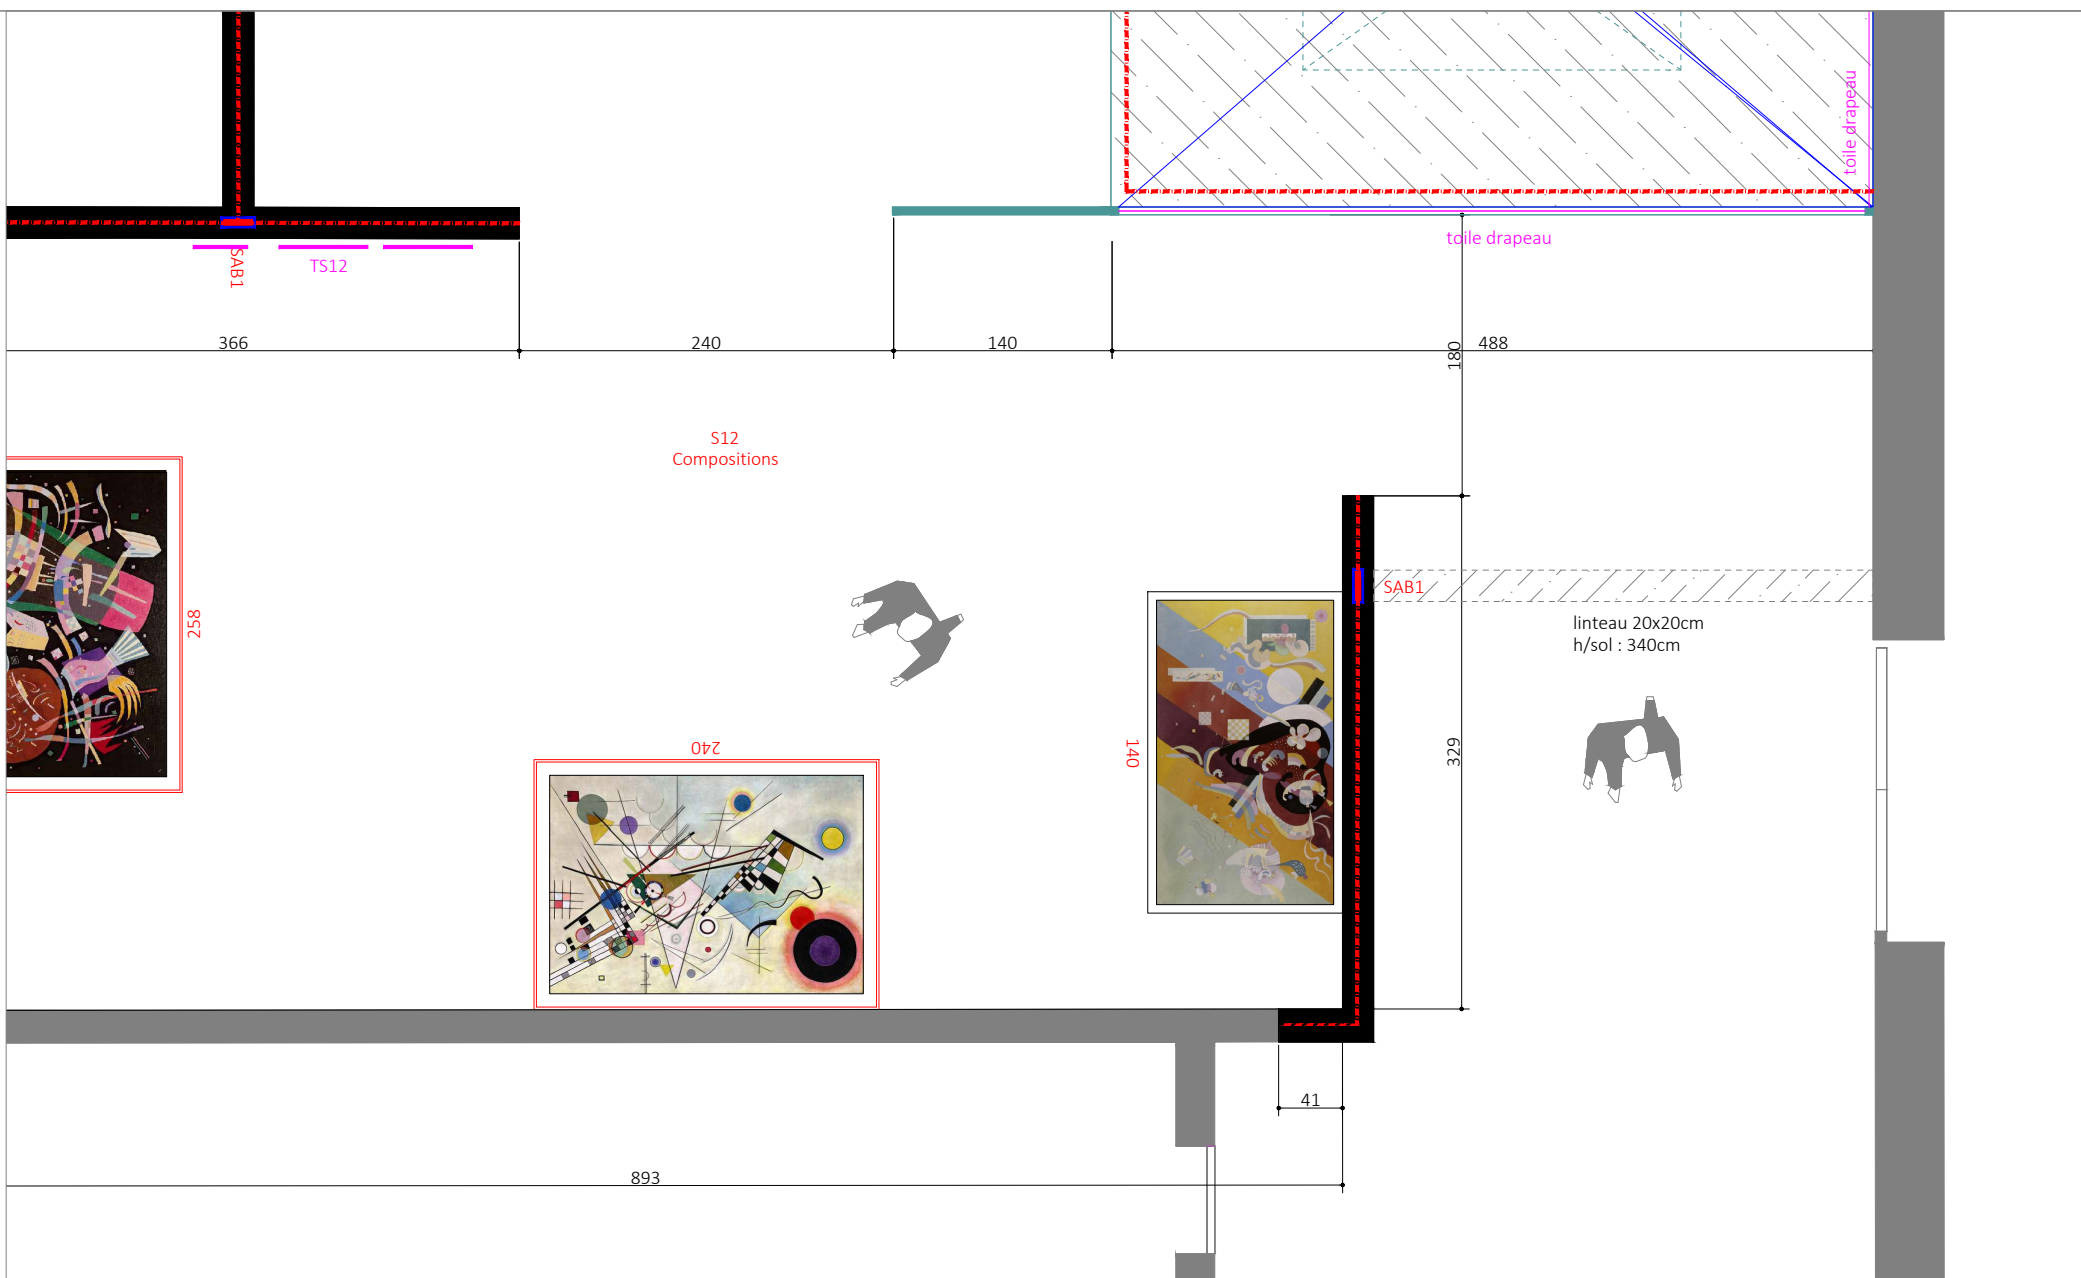 toile drapeau
toile drapeau
SAB1
TS12
366
240
140
488
180
S12
Compositions
258
SAB1
linteau 20x20cm
h/sol : 340cm
240
140
329
41
893